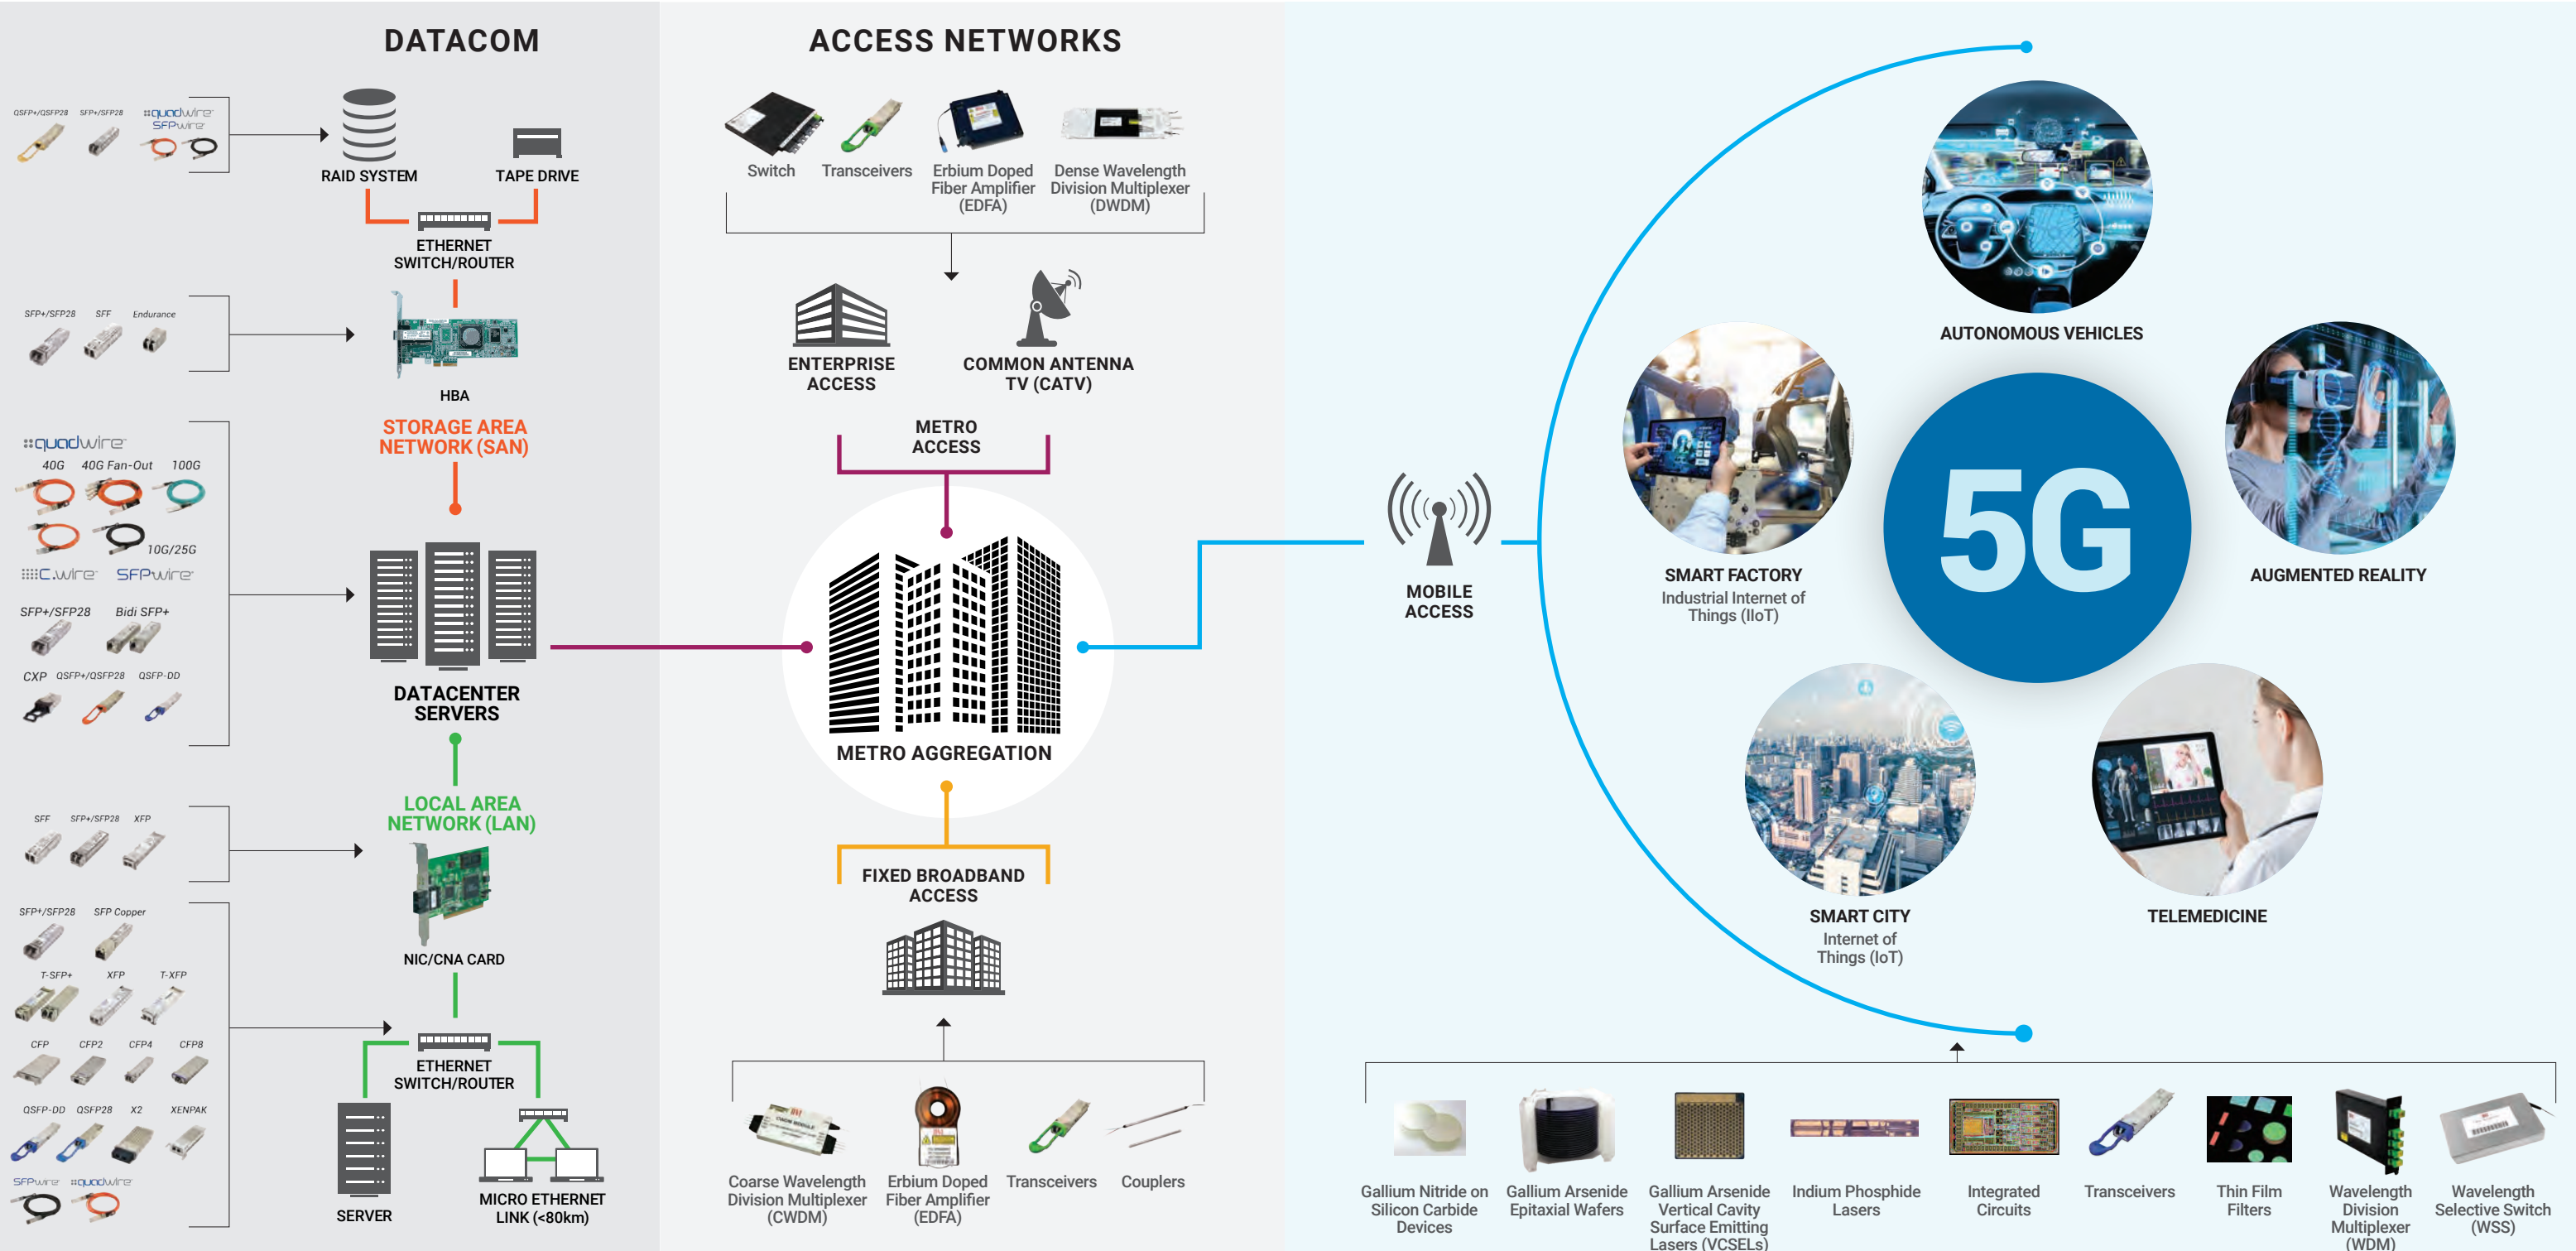 DATACOM
QSFP+/QSFP28
SFP+/SFP28
quadwire
SFPwire
RAID SYSTEM
TAPE DRIVE
ETHERNET
SWITCH/ROUTER
SFP+/SFP28
SFF
Endurance
HBA
STORAGE AREA
NETWORK (SAN)
quadwire
40G
40G Fan-Out
100G
10G/25G
C.wire
SFPwire
SFP+/SFP28
Bidi SFP+
CXP
QSFP+/QSFP28
QSFP-DD
DATACENTER
SERVERS
LOCAL AREA
NETWORK (LAN)
SFF
SFP+/SFP28
XFP
NIC/CNA CARD
SFP+/SFP28
SFP Copper
T-SFP+
XFP
T-XFP
CFP
CFP2
CFP4
CFP8
QSFP-DD
QSFP28
X2
XENPAK
SFPwire
quadwire
ETHERNET
SWITCH/ROUTER
SERVER
MICRO ETHERNET
LINK (<80km)
ACCESS NETWORKS
Switch
Transceivers
Erbium Doped
Fiber Amplifier
(EDFA)
Dense Wavelength
Division Multiplexer
(DWDM)
ENTERPRISE
ACCESS
COMMON ANTENNA
TV (CATV)
METRO
ACCESS
METRO AGGREGATION
FIXED BROADBAND
ACCESS
Coarse Wavelength
Division Multiplexer
(CWDM)
Erbium Doped
Fiber Amplifier
(EDFA)
Transceivers
Couplers
MOBILE
ACCESS
AUTONOMOUS VEHICLES
SMART FACTORY
Industrial Internet of
Things (IIoT)
5G
AUGMENTED REALITY
SMART CITY
Internet of
Things (IoT)
TELEMEDICINE
Gallium Nitride on
Silicon Carbide
Devices
Gallium Arsenide
Epitaxial Wafers
Gallium Arsenide
Vertical Cavity
Surface Emitting
Lasers (VCSELs)
Indium Phosphide
Lasers
Integrated
Circuits
Transceivers
Thin Film
Filters
Wavelength
Division
Multiplexer
(WDM)
Wavelength
Selective Switch
(WSS)